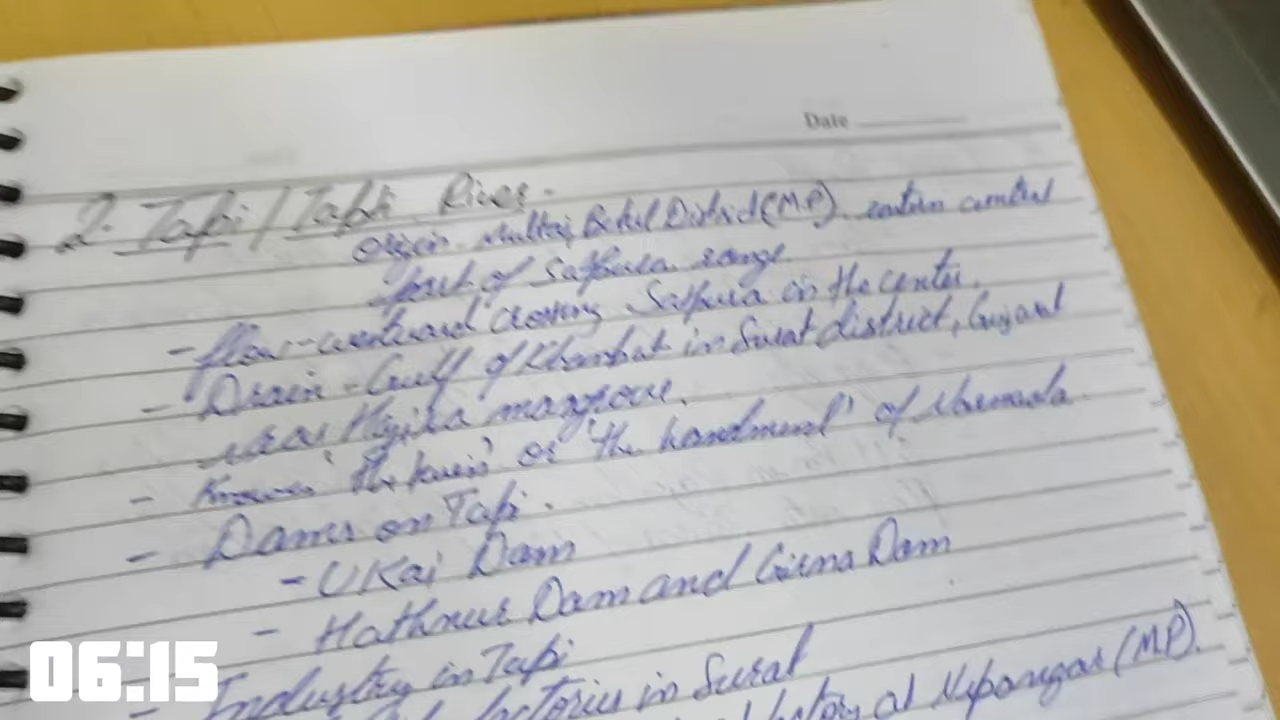 Date
2. Tapi / Tapti River.
Origin Multai, Betul District (MP) eastern central
part of Satpura range
- flow - westward crossing Satpura in the center.
- Drain - Gulf of Khambat in Surat district, Gujarat
near mangrove.
- Known 'the twin' or 'the handmaid' of Narmada
- Dams on Tapi.
- UKai Dam
- Hathnur Dam and Girna Dam
- Industry in Tapi
factories in Surat
at Nepanagar (MP).
06:15